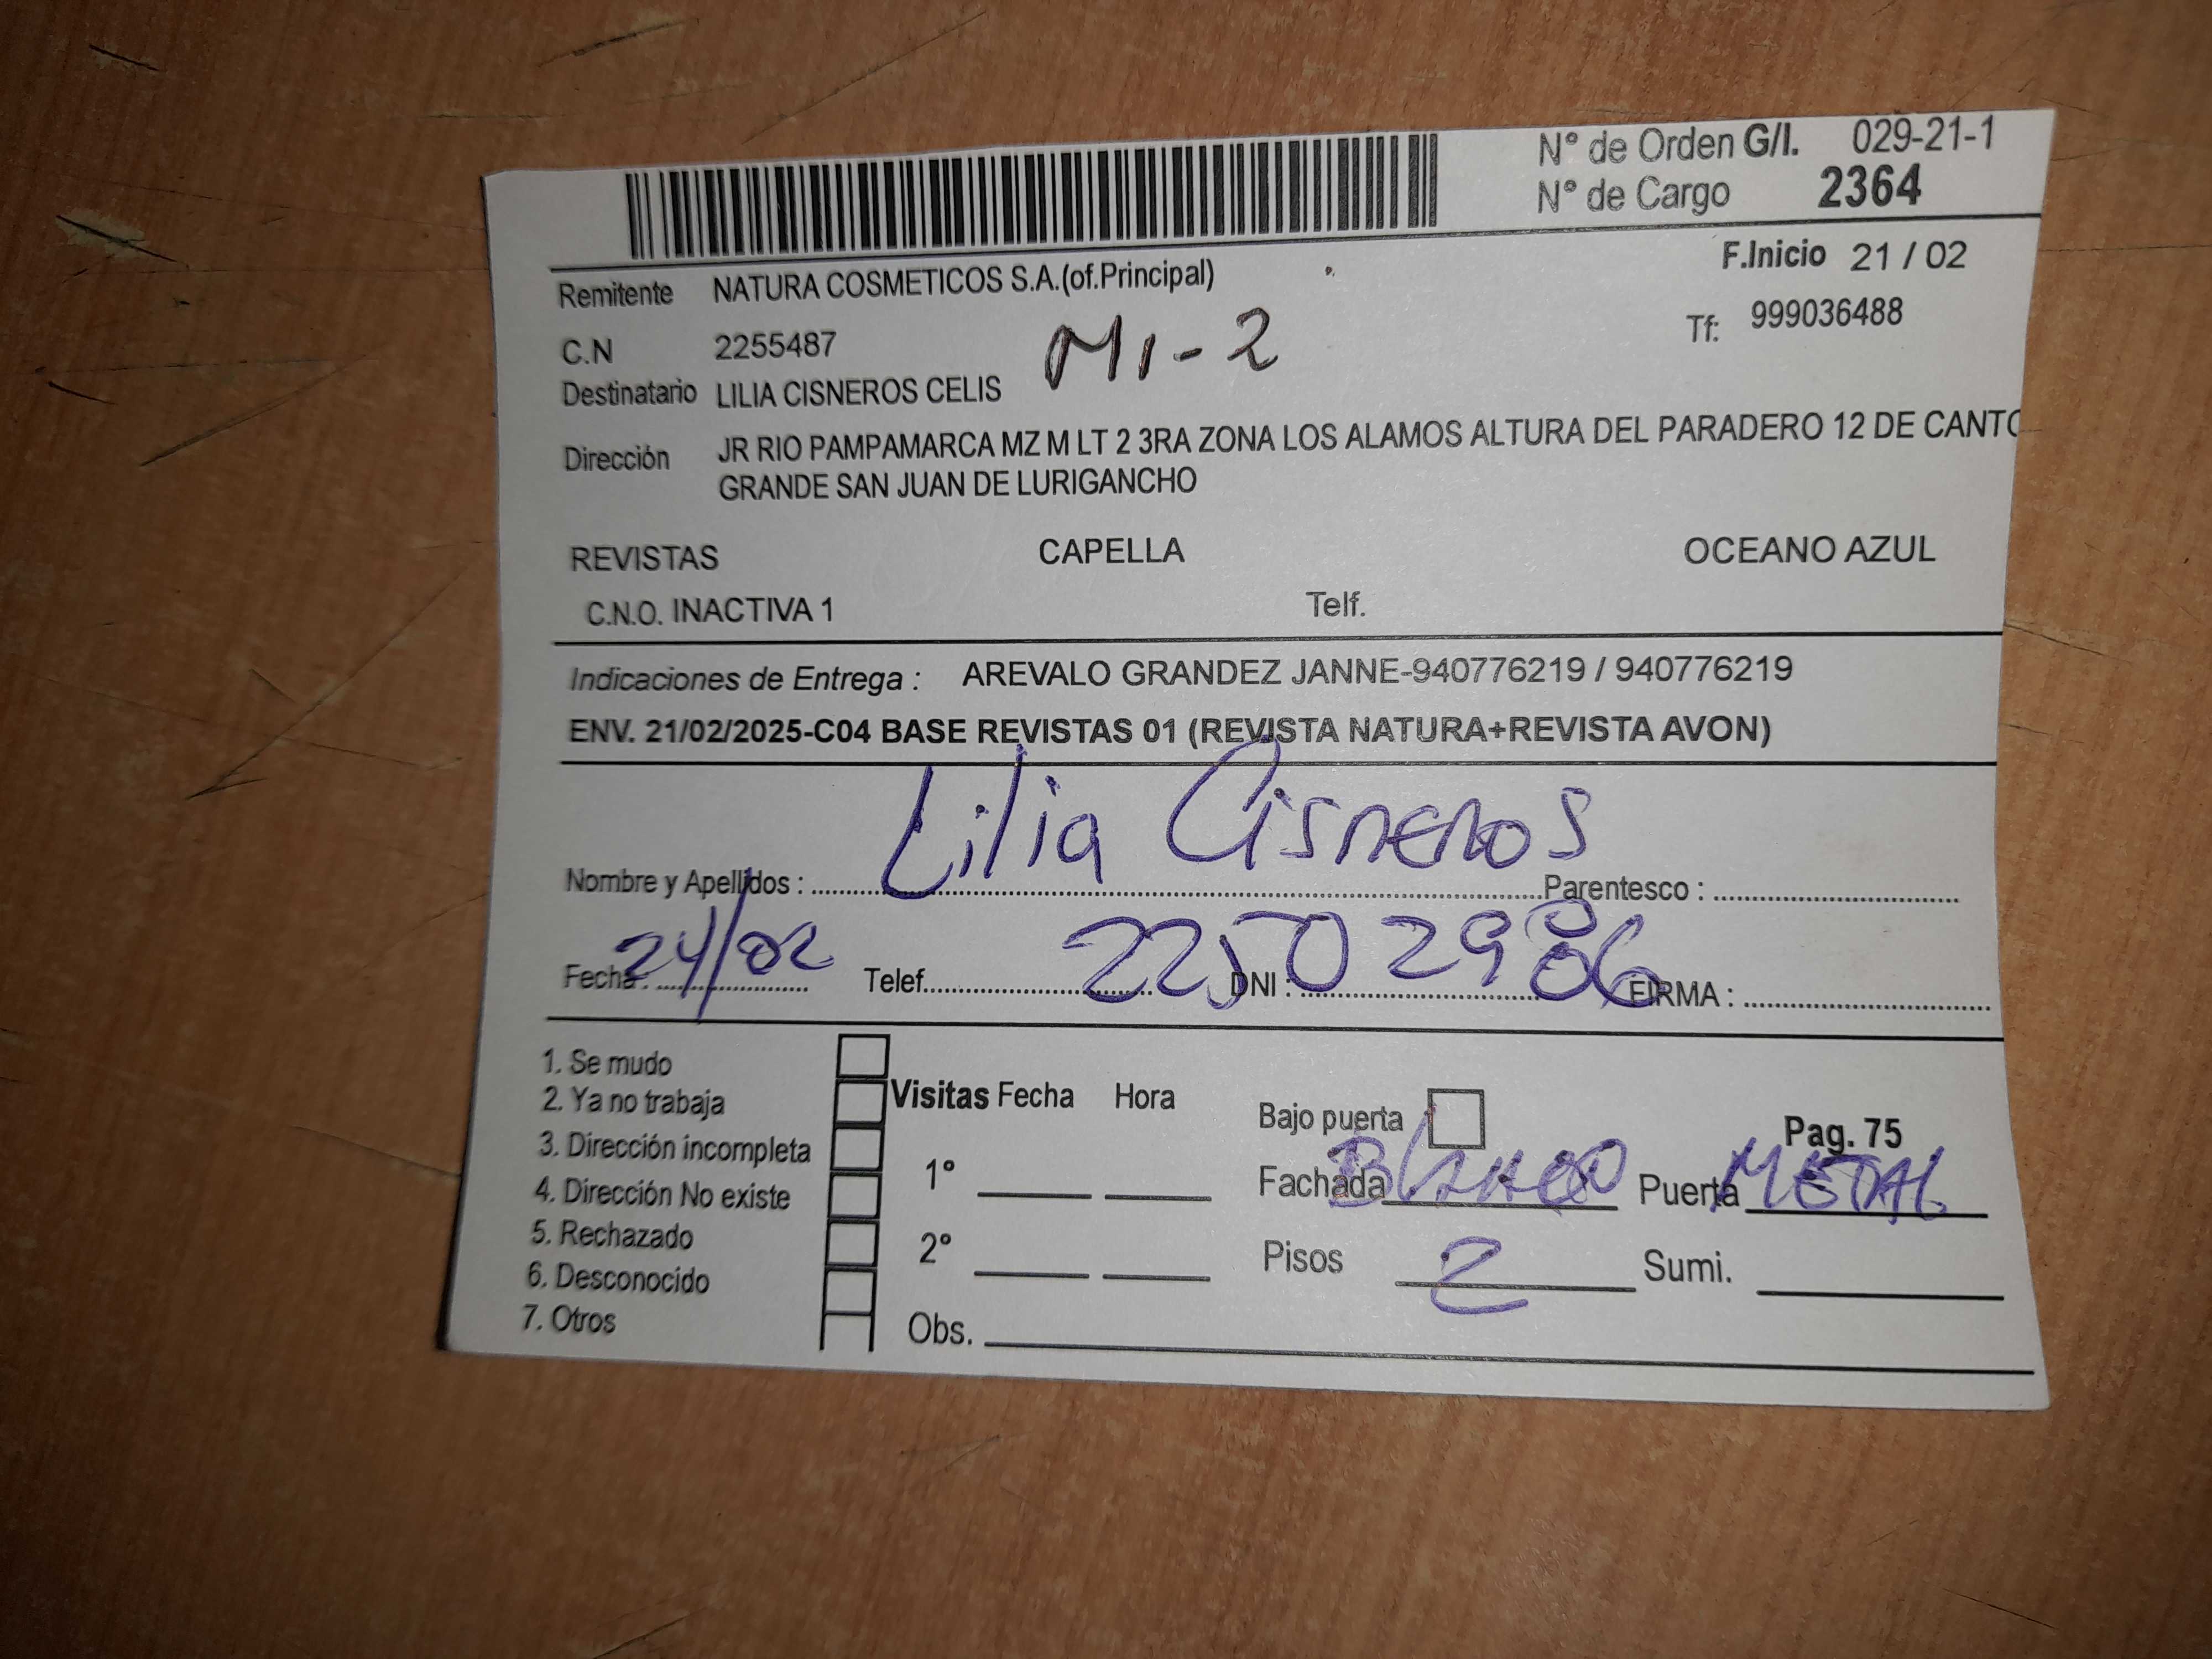 N° de Orden G/I. 029-21-1
N° de Cargo 2364
F.Inicio 21 / 02
Remitente NATURA COSMETICOS S.A.(of.Principal)
Tf: 999036488
C.N 2255487 M1-2
Destinatario LILIA CISNEROS CELIS
Dirección JR RIO PAMPAMARCA MZ M LT 2 3RA ZONA LOS ALAMOS ALTURA DEL PARADERO 12 DE CANTO
GRANDE SAN JUAN DE LURIGANCHO
REVISTAS CAPELLA OCEANO AZUL
C.N.O. INACTIVA 1 Telf.
Indicaciones de Entrega : AREVALO GRANDEZ JANNE-940776219 / 940776219
ENV. 21/02/2025-C04 BASE REVISTAS 01 (REVISTA NATURA+REVISTA AVON)
Nombre y Apellidos : Lilia Cisneros Parentesco :
Fecha : 24/02 Telef. DNI : FIRMA :
1. Se mudo
2. Ya no trabaja
3. Dirección incompleta
4. Dirección No existe
5. Rechazado
6. Desconocido
7. Otros
Visitas Fecha Hora
1°
2°
Obs.
Bajo puerta
Pag. 75
Fachada Blanco Puerta METAL
Pisos 2 Sumi.